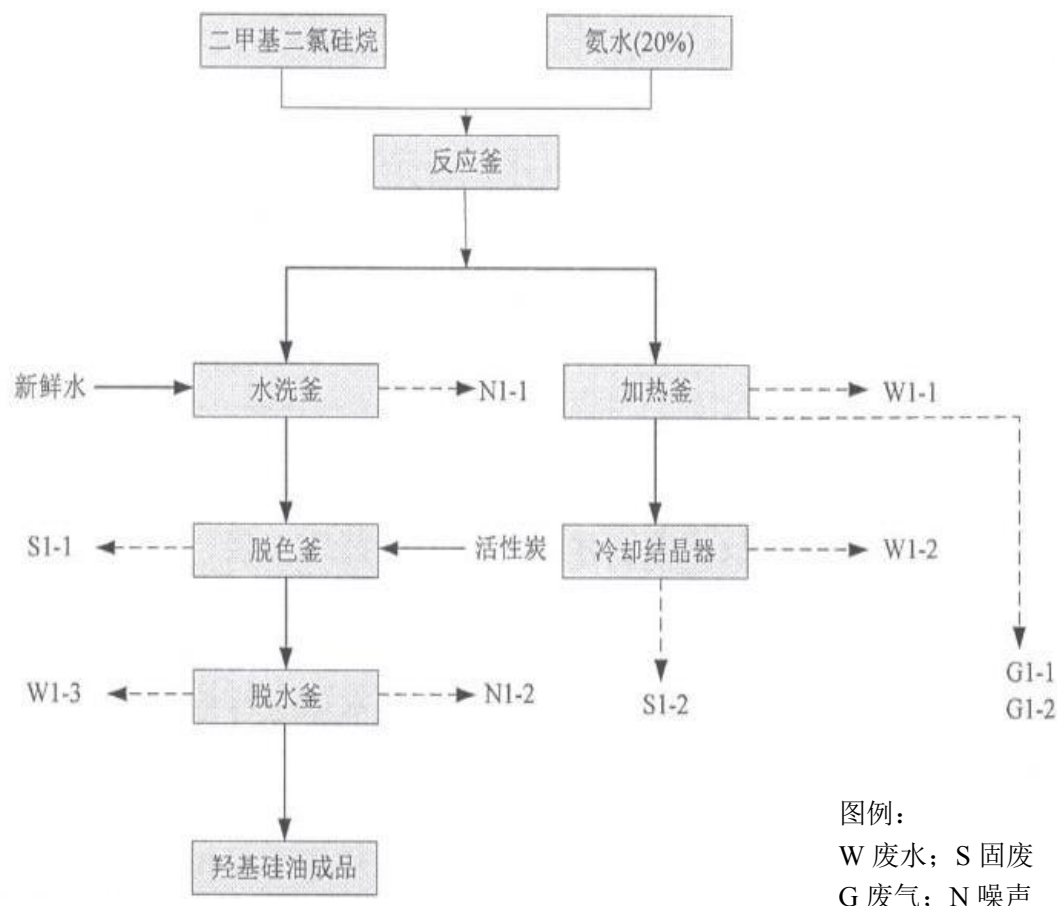 二甲基二氯硅烷
氨水(20%)
反应釜
新鲜水
水洗釜
N1-1
加热釜
W1-1
S1-1
脱色釜
活性炭
冷却结晶器
W1-2
W1-3
脱水釜
N1-2
S1-2
G1-1
G1-2
羟基硅油成品
图例：
W 废水；S 固废
G 废气；N 噪声